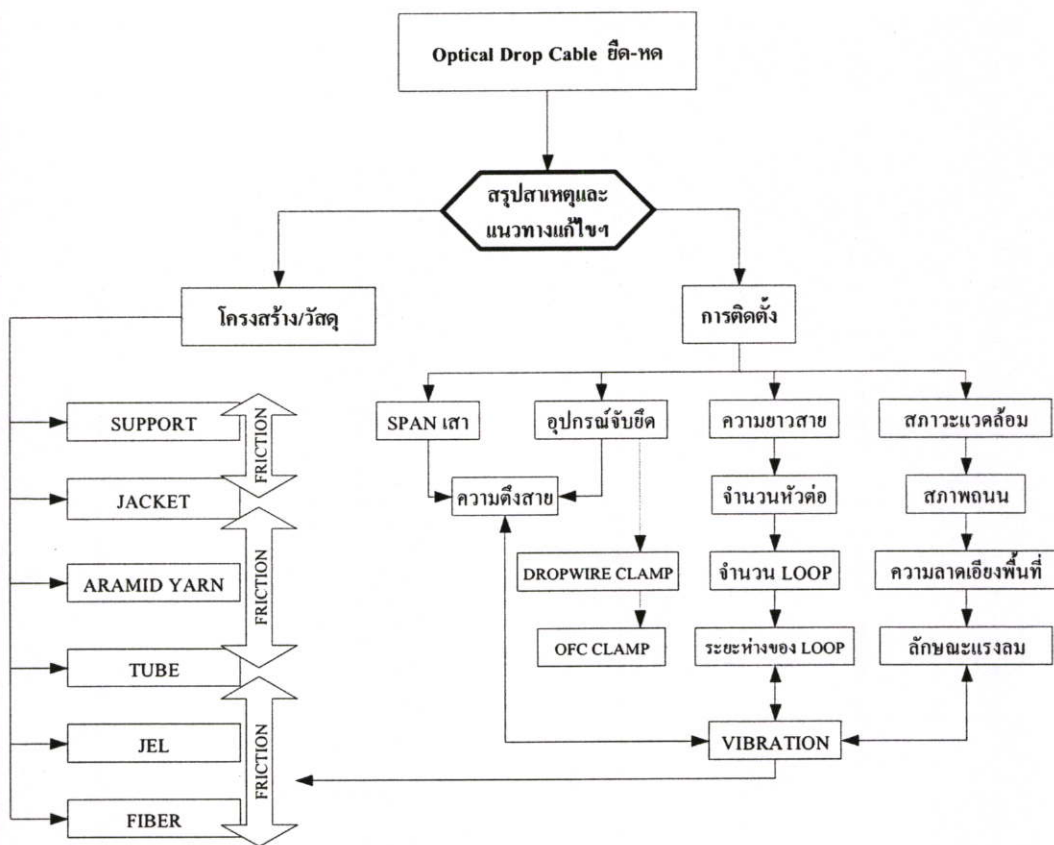 Optical Drop Cable ยืด-หด
สรุปสาเหตุและ
แนวทางแก้ไขฯ
โครงสร้าง/วัสดุ
การติดตั้ง
SUPPORT
JACKET
ARAMID YARN
TUBE
JEL
FIBER
FRICTION
FRICTION
FRICTION
SPAN เสา
อุปกรณ์จับยึด
ความยาวสาย
สภาวะแวดล้อม
ความตึงสาย
จำนวนหัวต่อ
สภาพถนน
DROPWIRE CLAMP
จำนวน LOOP
ความลาดเอียงพื้นที่
OFC CLAMP
ระยะห่างของ LOOP
ลักษณะแรงลม
VIBRATION